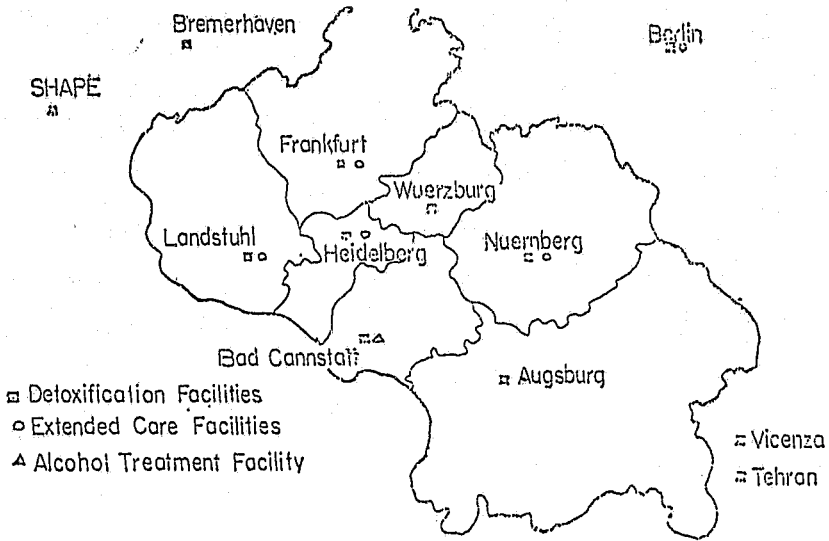 Bremerhaven
Berlin
SHAPE
Frankfurt
Wuerzburg
Landstuhl
Heidelberg
Nuernberg
Bad Cannstatt
Augsburg
Detoxification Facilities
Extended Care Facilities
Alcohol Treatment Facility
Vicenza
Tehran